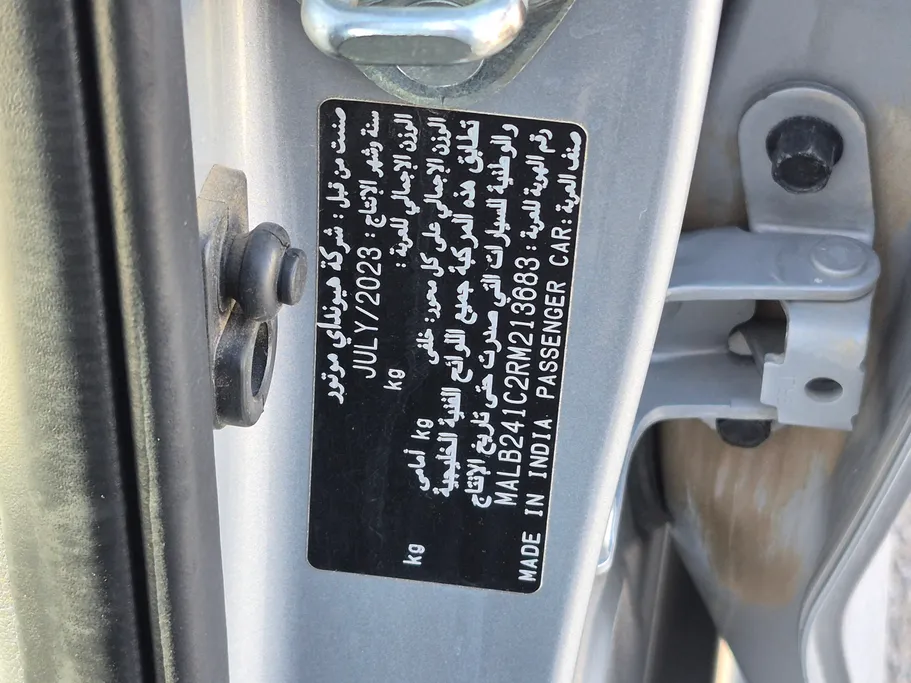 صنعت من قبل : شركة هيونداي موتور
سنة وشهر الانتاج : JULY/2023
الوزن الإجمالي للعربة : kg
الوزن الإجمالي على كل محور: خلفي kg أمامي kg
تطابق هذه المركبة جميع اللوائح الفنية الخليجية
والوطنية للسيارات التي صدرت حتى تاريخ الإنتاج
رقم الهوية للعربة : MALB241C2RM213683
صنف العربة: PASSENGER CAR MADE IN INDIA